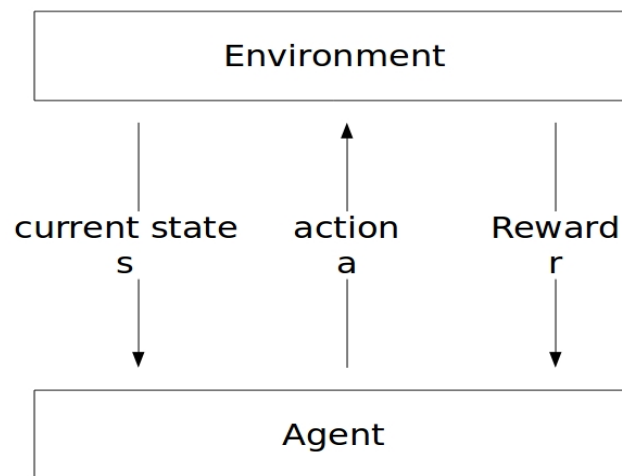 Environment
current state
s
action
a
Reward
r
Agent